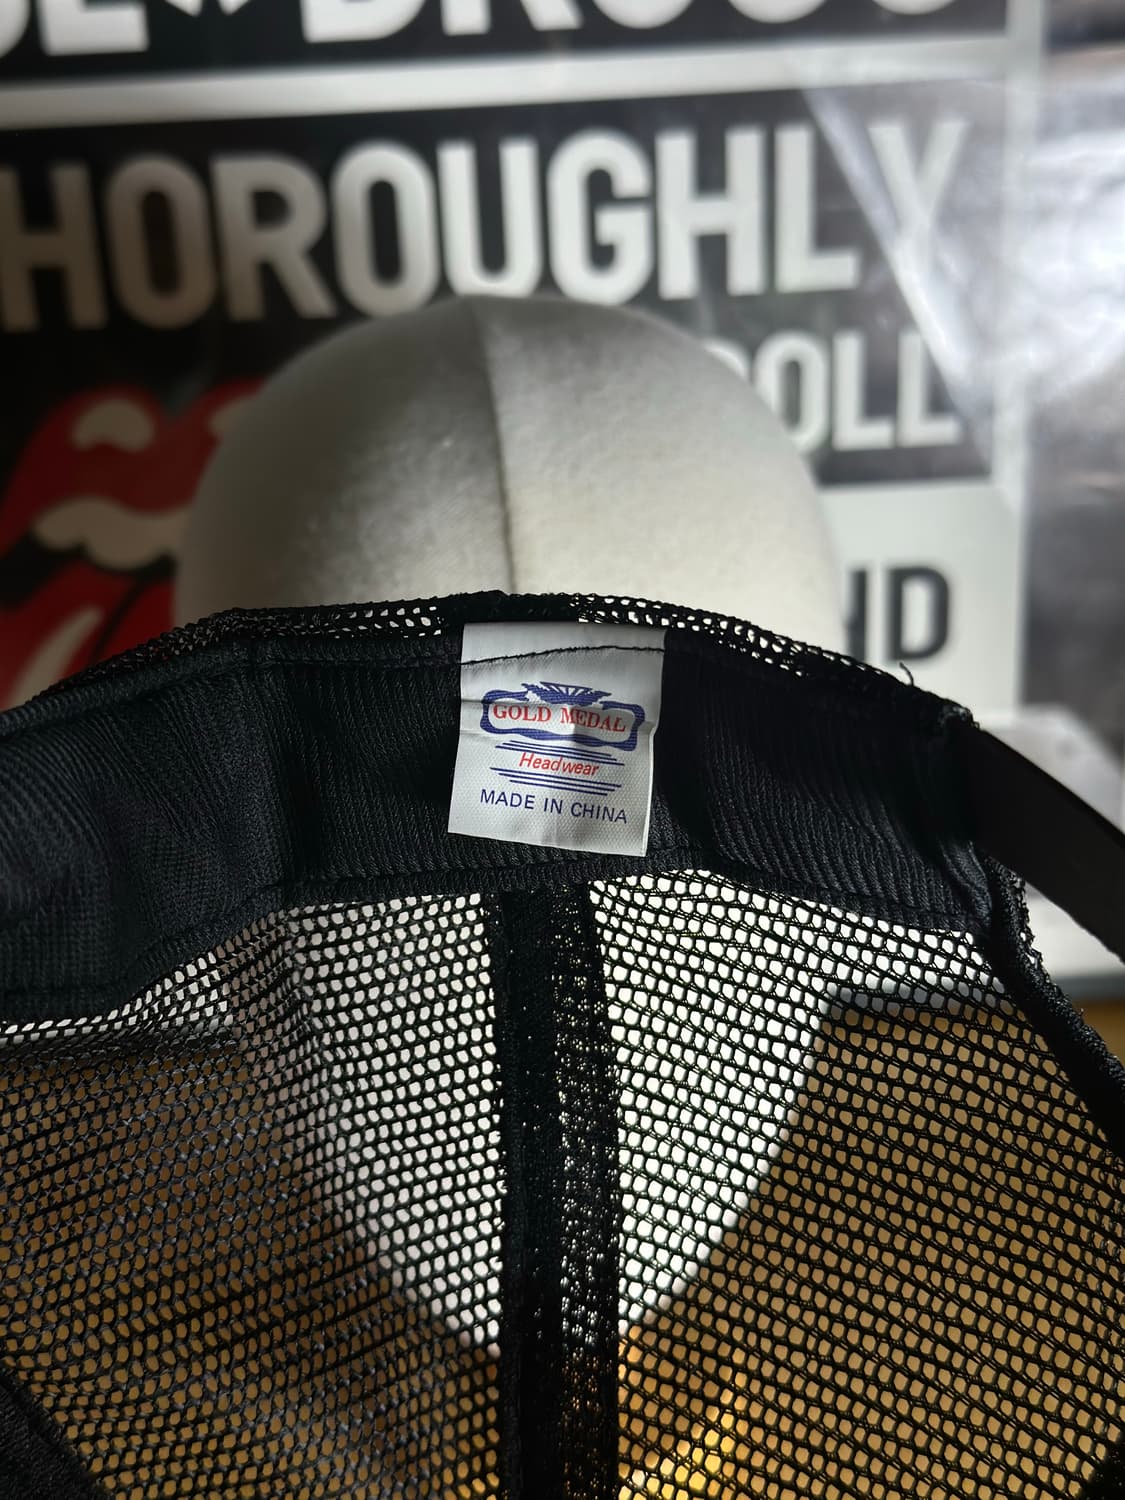 HOROUGHLY
OLL
ND
GOLD MEDAL
Headwear
MADE IN CHINA